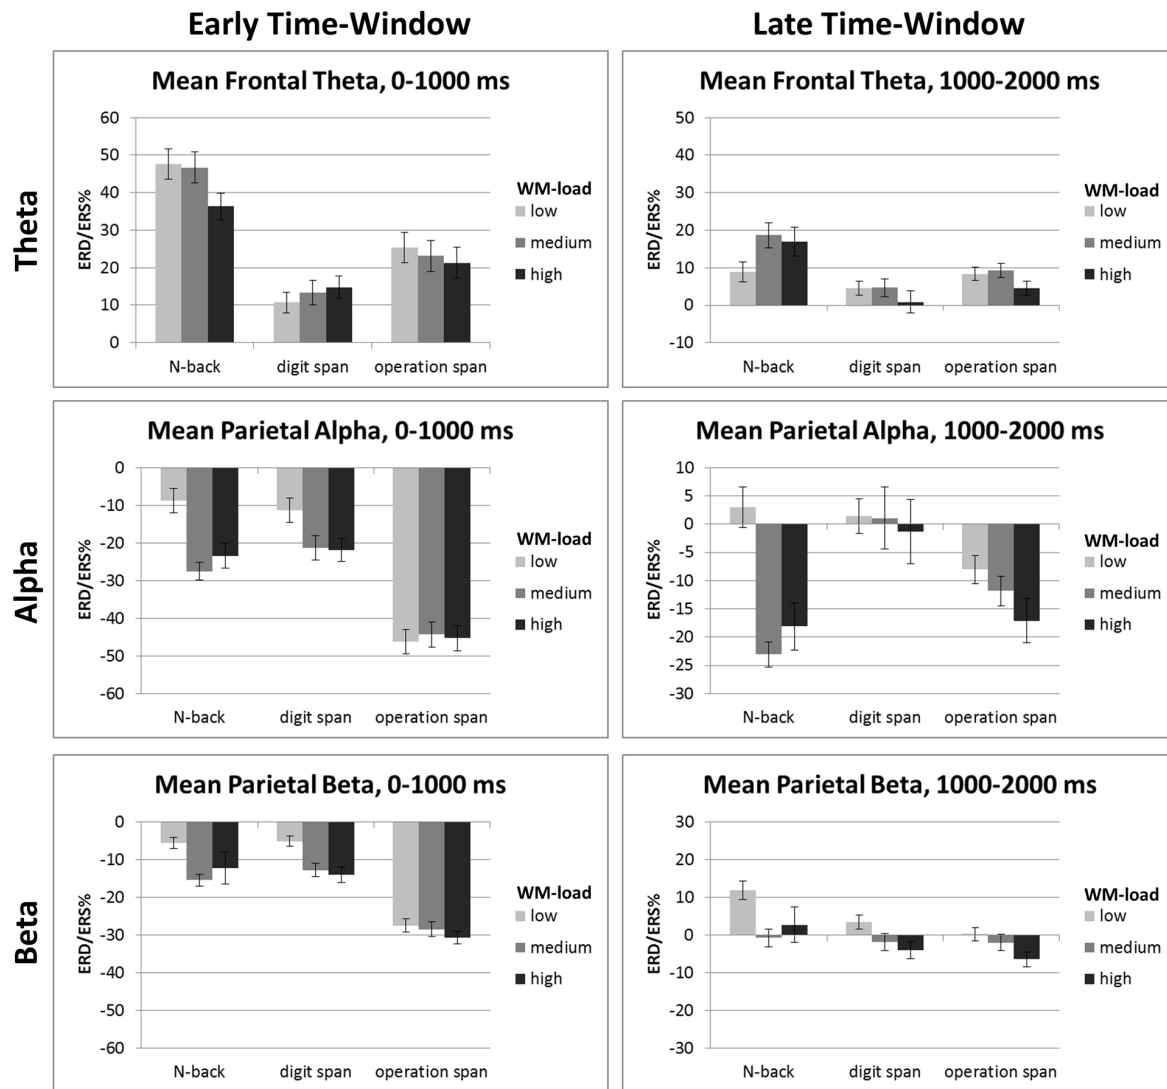 Early Time-Window
Late Time-Window
Theta
Mean Frontal Theta, 0-1000 ms
ERD/ERS%
60
50
40
30
20
10
0
N-back
digit span
operation span
WM-load
low
medium
high
Mean Frontal Theta, 1000-2000 ms
ERD/ERS%
50
40
30
20
10
0
-10
N-back
digit span
operation span
WM-load
low
medium
high
Alpha
Mean Parietal Alpha, 0-1000 ms
ERD/ERS%
0
-10
-20
-30
-40
-50
-60
N-back
digit span
operation span
WM-load
low
medium
high
Mean Parietal Alpha, 1000-2000 ms
ERD/ERS%
10
5
0
-5
-10
-15
-20
-25
-30
N-back
digit span
operation span
WM-load
low
medium
high
Beta
Mean Parietal Beta, 0-1000 ms
ERD/ERS%
0
-10
-20
-30
-40
-50
-60
N-back
digit span
operation span
WM-load
low
medium
high
Mean Parietal Beta, 1000-2000 ms
ERD/ERS%
30
20
10
0
-10
-20
-30
N-back
digit span
operation span
WM-load
low
medium
high